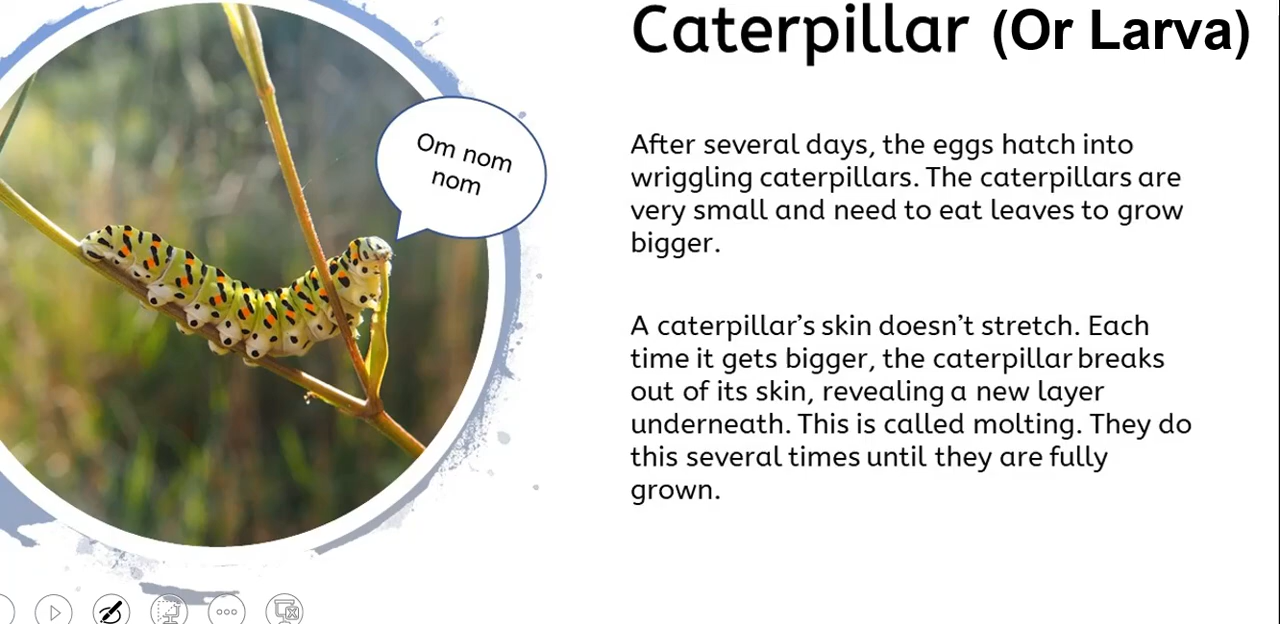 Caterpillar (Or Larva)
Om nom
nom
After several days, the eggs hatch into
wriggling caterpillars. The caterpillars are
very small and need to eat leaves to grow
bigger.
A caterpillar’s skin doesn’t stretch. Each
time it gets bigger, the caterpillar breaks
out of its skin, revealing a new layer
underneath. This is called molting. They do
this several times until they are fully
grown.